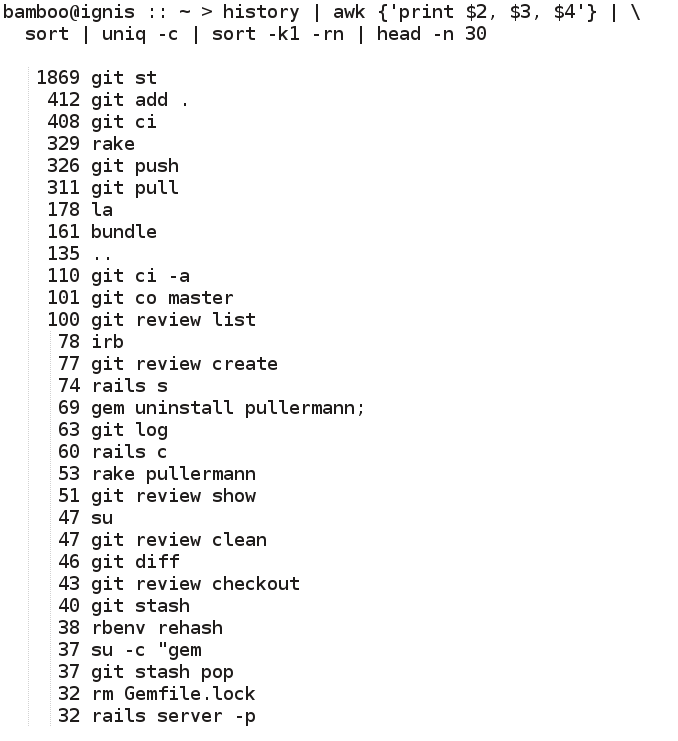 bamboo@ignis :: ~ > history | awk {'print $2, $3, $4'} | \
sort | uniq -c | sort -k1 -rn | head -n 30
1869 git st
412 git add .
408 git ci
329 rake
326 git push
311 git pull
178 la
161 bundle
135 ..
110 git ci -a
101 git co master
100 git review list
78 irb
77 git review create
74 rails s
69 gem uninstall pullermann;
63 git log
60 rails c
53 rake pullermann
51 git review show
47 su
47 git review clean
46 git diff
43 git review checkout
40 git stash
38 rbenv rehash
37 su -c "gem
37 git stash pop
32 rm Gemfile.lock
32 rails server -p